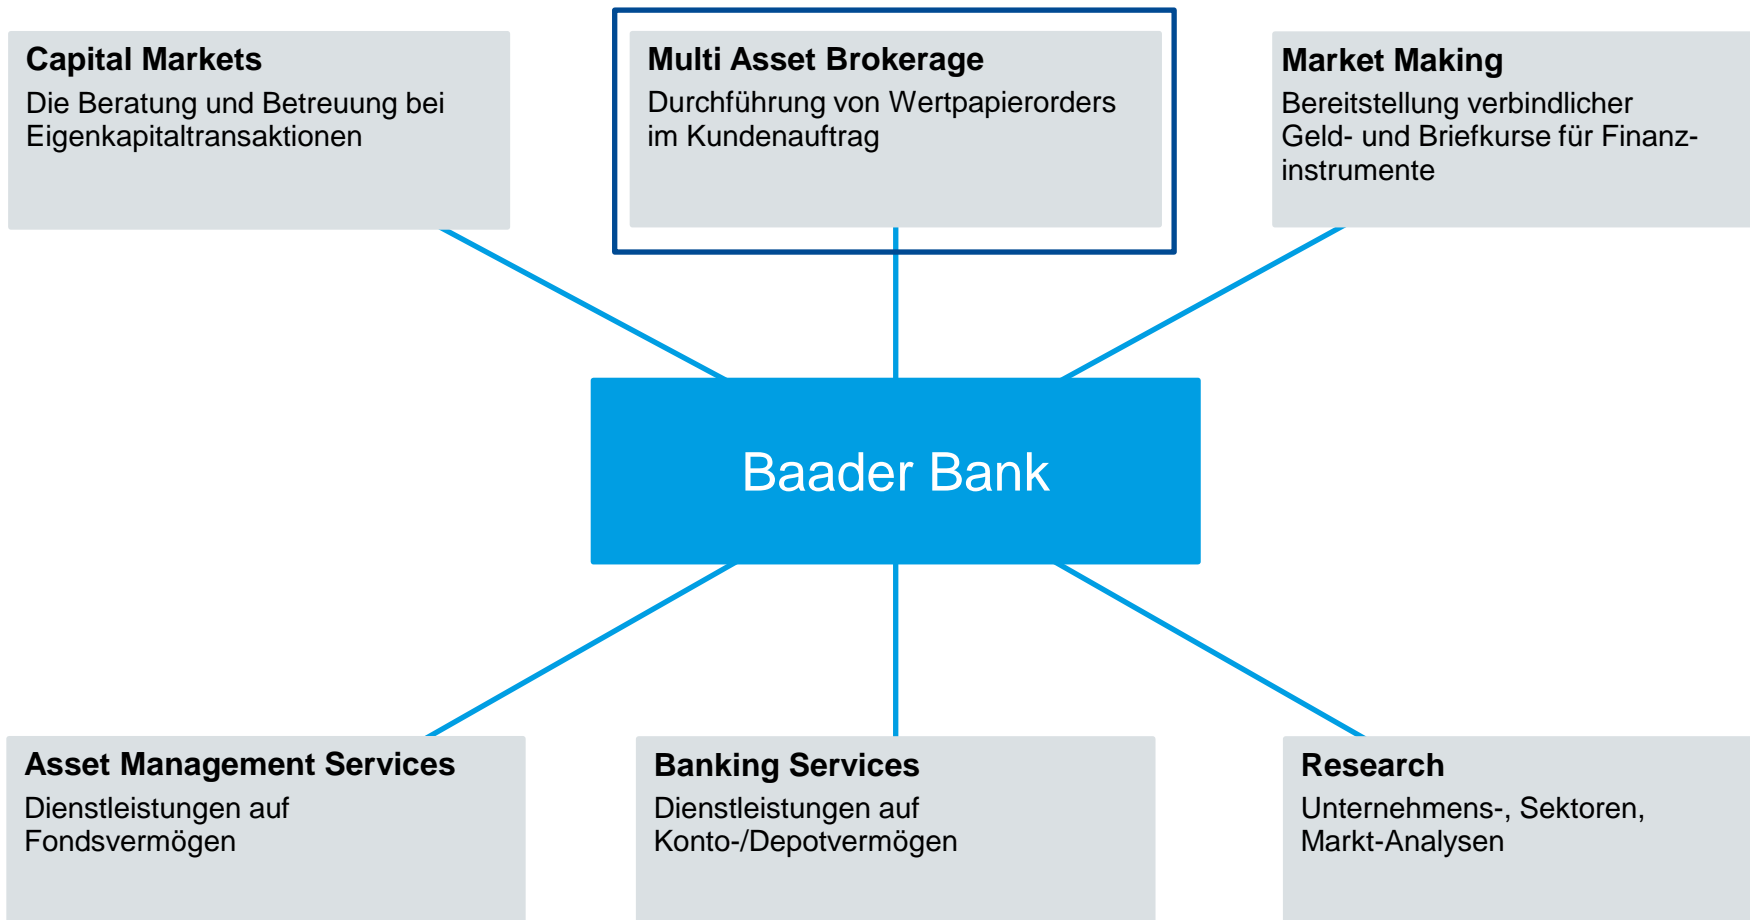 Capital Markets
Die Beratung und Betreuung bei
Eigenkapitaltransaktionen
Multi Asset Brokerage
Durchführung von Wertpapierorders
im Kundenauftrag
Market Making
Bereitstellung verbindlicher
Geld- und Briefkurse für Finanz-
instrumente
Baader Bank
Asset Management Services
Dienstleistungen auf
Fondsvermögen
Banking Services
Dienstleistungen auf
Konto-/Depotvermögen
Research
Unternehmens-, Sektoren,
Markt-Analysen